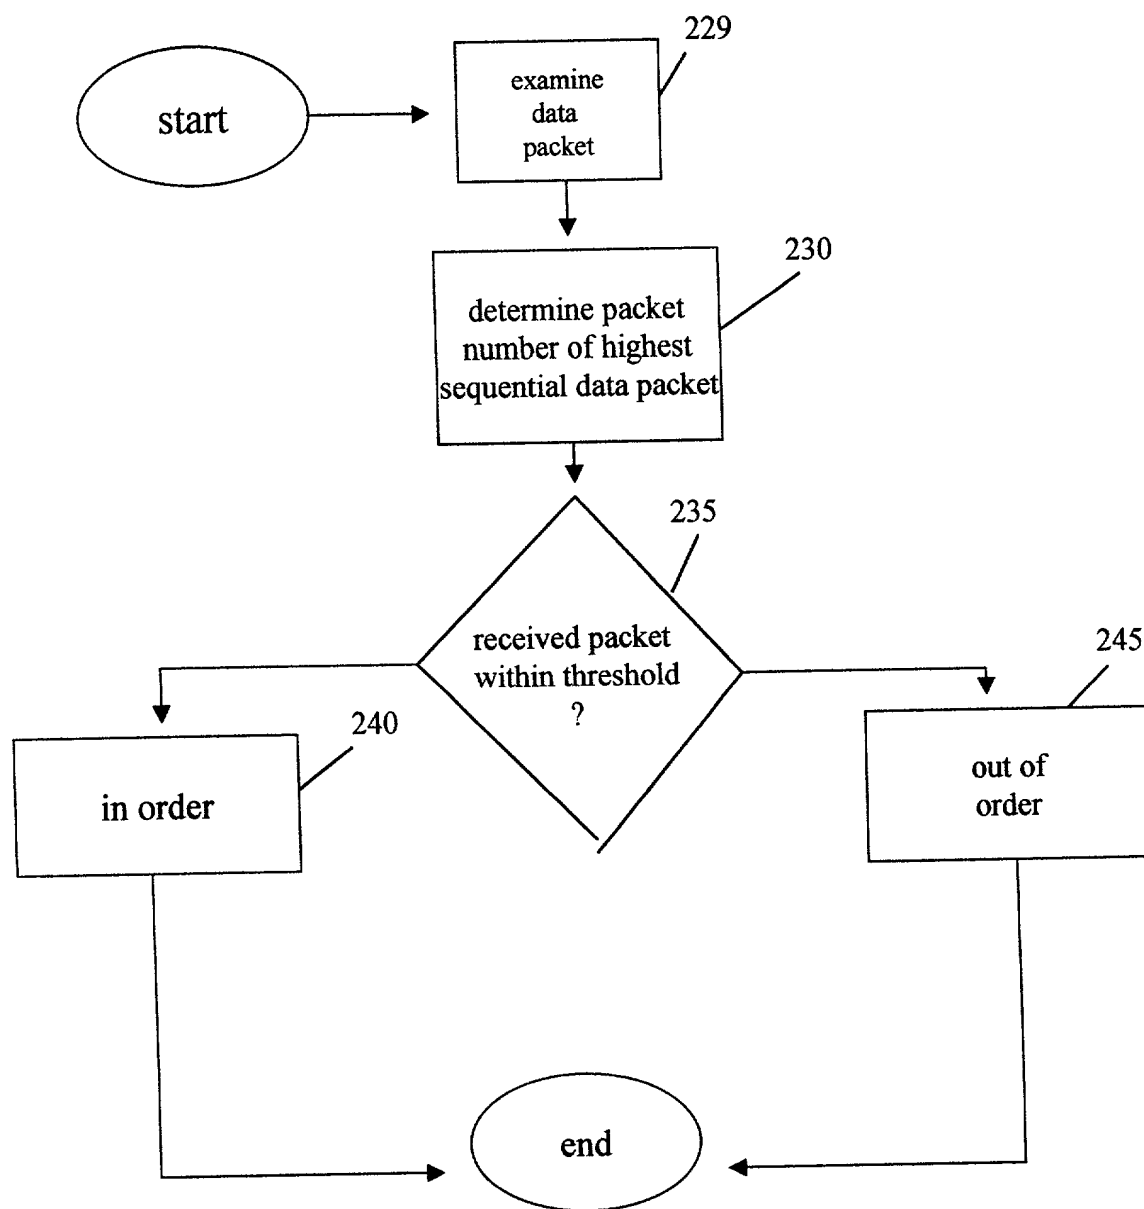 229
start
examine
data
packet
230
determine packet
number of highest
sequential data packet
235
received packet
within threshold
?
240
in order
245
out of
order
end